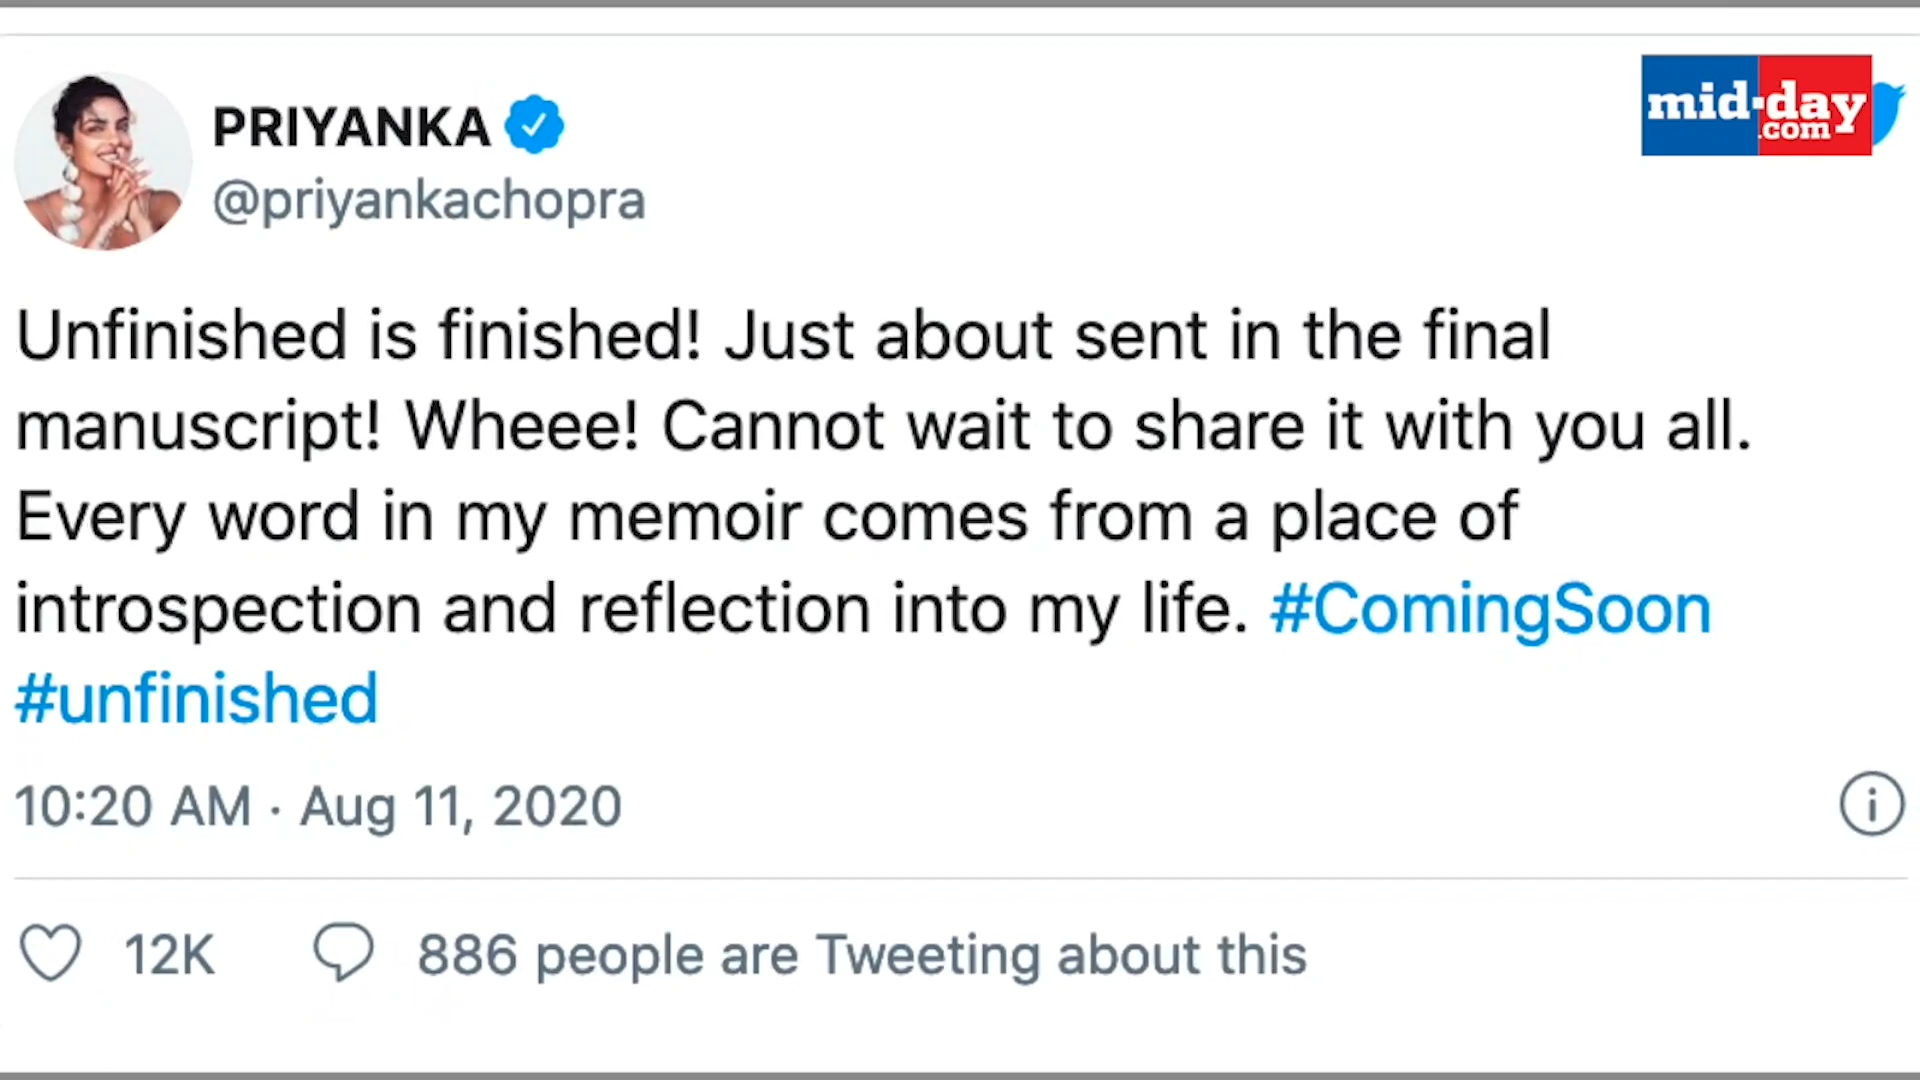 PRIYANKA
@priyankachopra
mid-day
.com
Unfinished is finished! Just about sent in the final
manuscript! Wheee! Cannot wait to share it with you all.
Every word in my memoir comes from a place of
introspection and reflection into my life. #ComingSoon
#unfinished
10:20 AM · Aug 11, 2020
12K
886 people are Tweeting about this